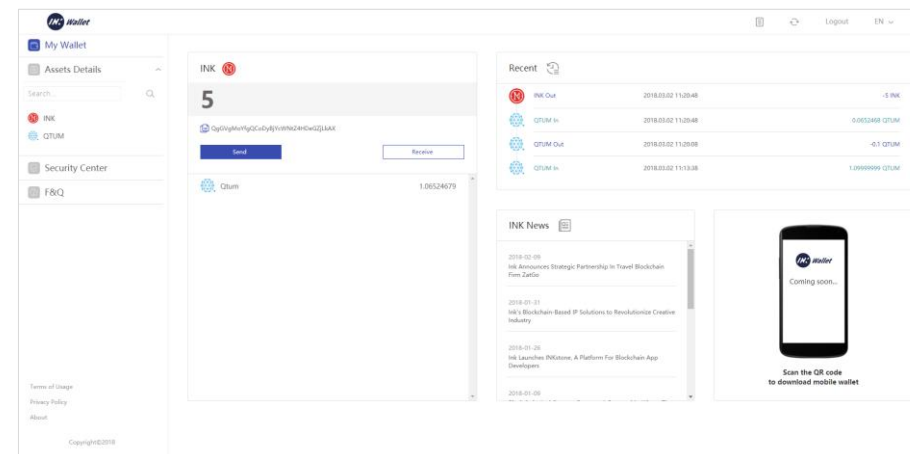 INK Wallet
Logout
EN
My Wallet
Assets Details
Search...
INK
QTUM
Security Center
F&Q
Terms of Usage
Privacy Policy
About
Copyright©2018
INK
5
Send
Receive
Qtum 1.06524679
Recent
INK Out 2018.03.02 11:20:48 -5 INK
QTUM In 2018.03.02 11:20:48 0.0652468 QTUM
QTUM Out 2018.03.02 11:20:08 -0.1 QTUM
QTUM In 2018.03.02 11:13:38 1.09999999 QTUM
INK News
2018-02-09
Ink Announces Strategic Partnership In Travel Blockchain
Firm ZatGo
2018-01-31
Ink's Blockchain-Based IP Solutions to Revolutionize Creative
Industry
2018-01-26
Ink Launches INKstone, A Platform For Blockchain App
Developers
2018-01-09
INK Wallet
Coming soon...
Scan the QR code
to download mobile wallet